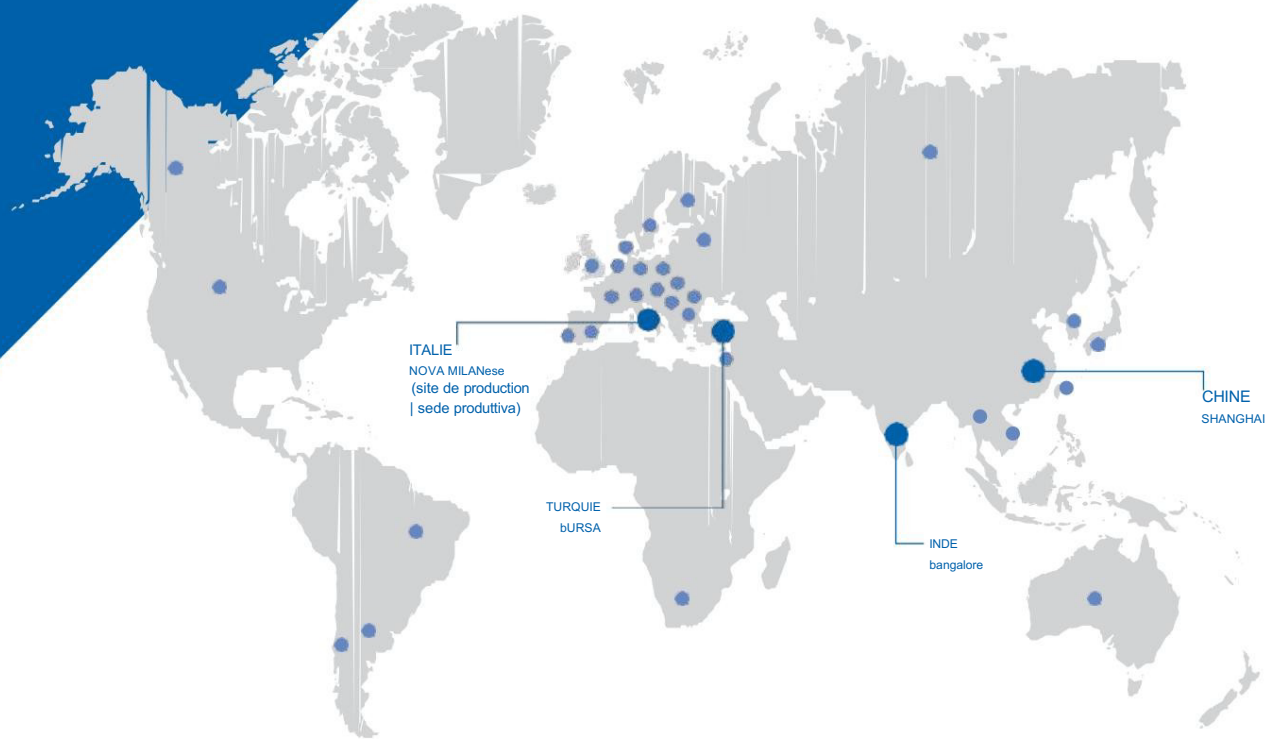 ITALIE
NOVA MILANese
(site de production
| sede produttiva)
TURQUIE
bURSA
INDE
bangalore
CHINE
SHANGHAI